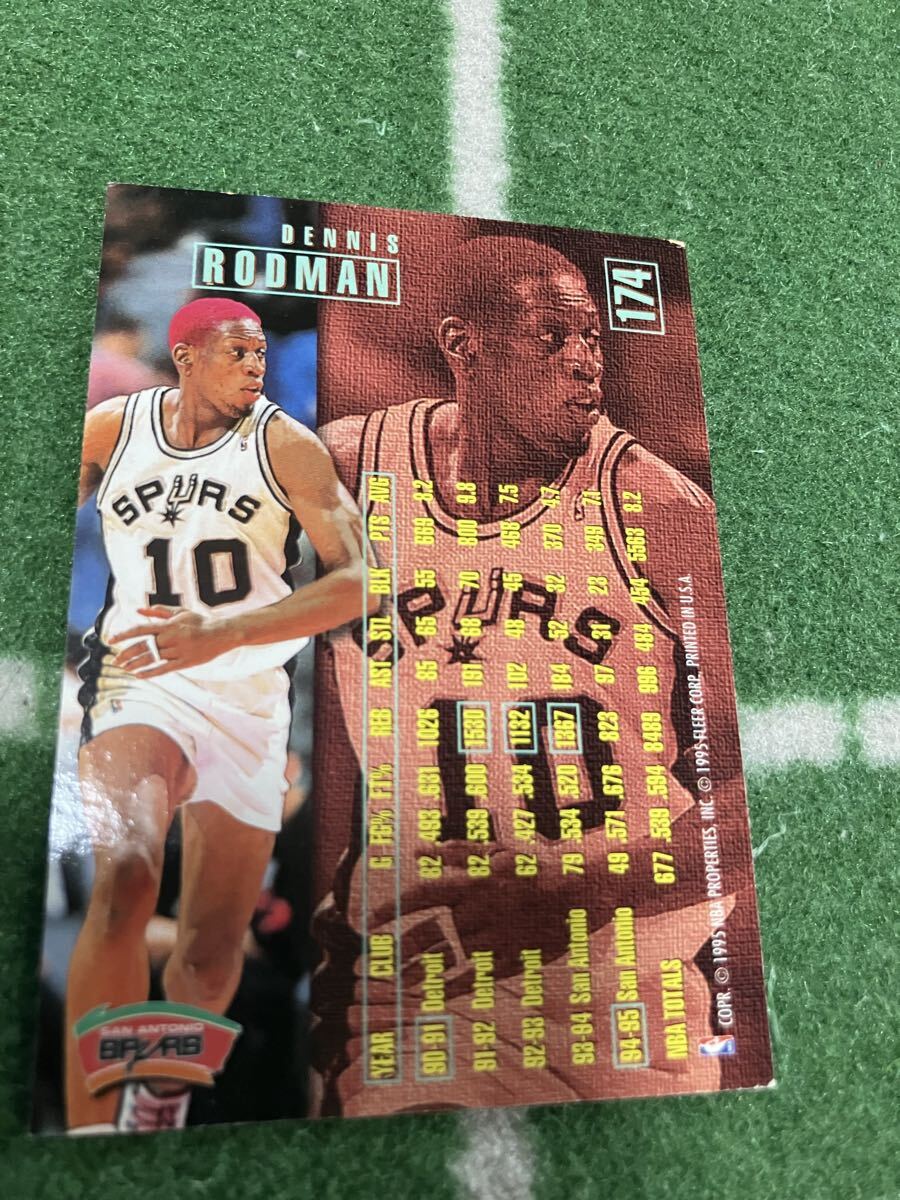 DENNIS
RODMAN
174
SPURS
10
SPURS
10
SAN ANTONIO
SPURS
YEAR CLUB G FG% FT% REB AST STL BLK PTS AVG
90-91 Detroit 82 .493 .631 1026 85 65 55 669 8.2
91-92 Detroit 82 .539 .600 1530 191 68 70 800 9.8
92-93 Detroit 62 .427 .534 1132 102 48 45 468 7.5
93-94 San Antonio 79 .534 .520 1367 184 52 32 370 4.7
94-95 San Antonio 49 .571 .676 823 97 31 23 349 7.1
NBA TOTALS 677 .539 .594 8489 996 484 454 5563 8.2
COPR. © 1995 NBA PROPERTIES, INC. © 1995 FLEER CORP. PRINTED IN U.S.A.